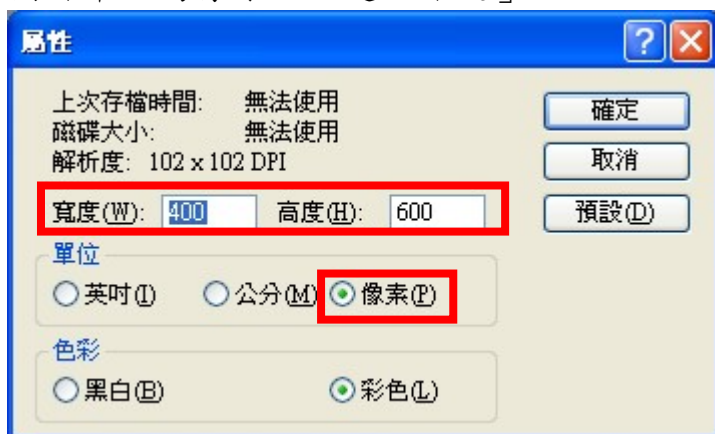 屬性
上次存檔時間: 無法使用
磁碟大小: 無法使用
解析度: 102 x 102 DPI
確定
取消
寬度(W): 400 高度(H): 600
預設(D)
單位
英吋(I) 公分(M) 像素(P)
色彩
黑白(B) 彩色(L)